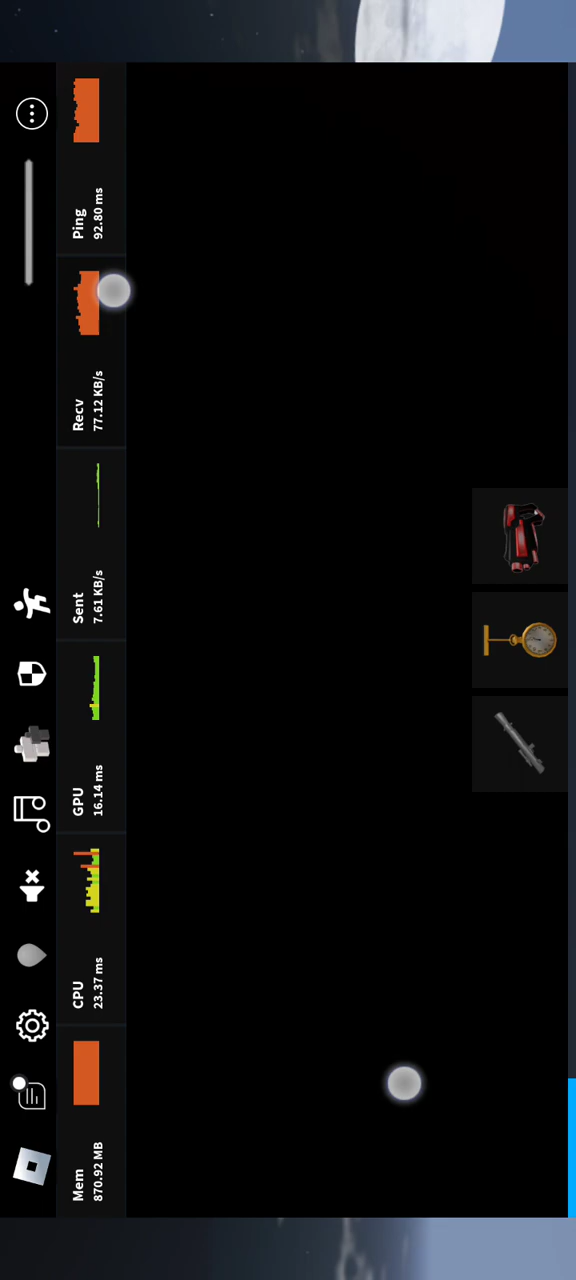 Mem
870.92 MB
CPU
23.37 ms
GPU
16.14 ms
Sent
7.61 KB/s
Recv
77.12 KB/s
Ping
92.80 ms